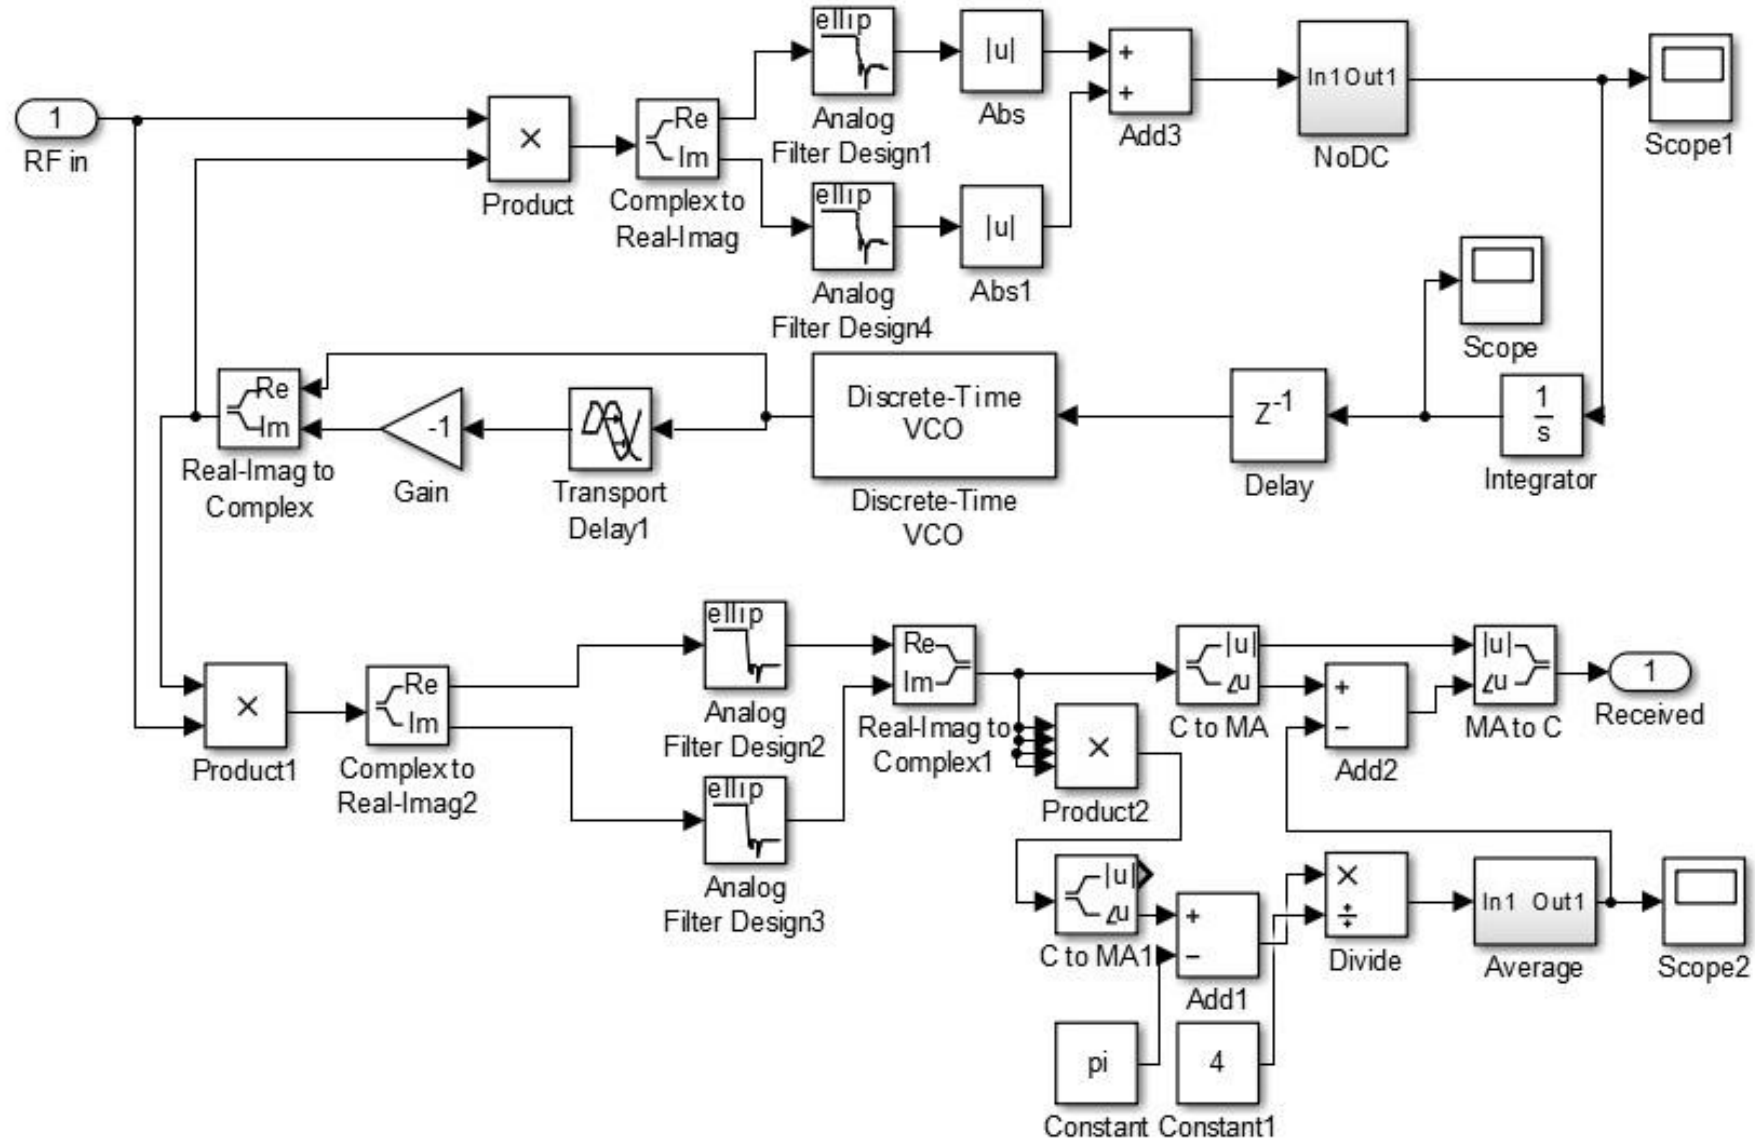 ellip
|u|
Analog
Filter Design1
Abs
+
+
Add3
In1 Out1
NoDC
Scope1
1
RF in
×
Product
Re
Im
Complex to
Real-Imag
ellip
|u|
Analog
Filter Design4
Abs1
Scope
Re
Im
Real-Imag to
Complex
-1
Gain
Transport
Delay1
Discrete-Time
VCO
Discrete-Time
VCO
Z-1
Delay
1
s
Integrator
×
Product1
Re
Im
Complex to
Real-Imag2
ellip
Analog
Filter Design2
ellip
Analog
Filter Design3
Re
Im
Real-Imag to
Complex1
×
Product2
|u|
∠u
C to MA
+
−
Add2
|u|
∠u
MA to C
1
Received
|u|
∠u
C to MA1
+
−
Add1
×
÷
Divide
In1 Out1
Average
Scope2
pi
Constant
4
Constant1